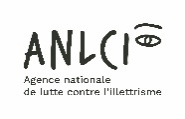 ANLCI
Agence nationale
de lutte contre l'illettrisme